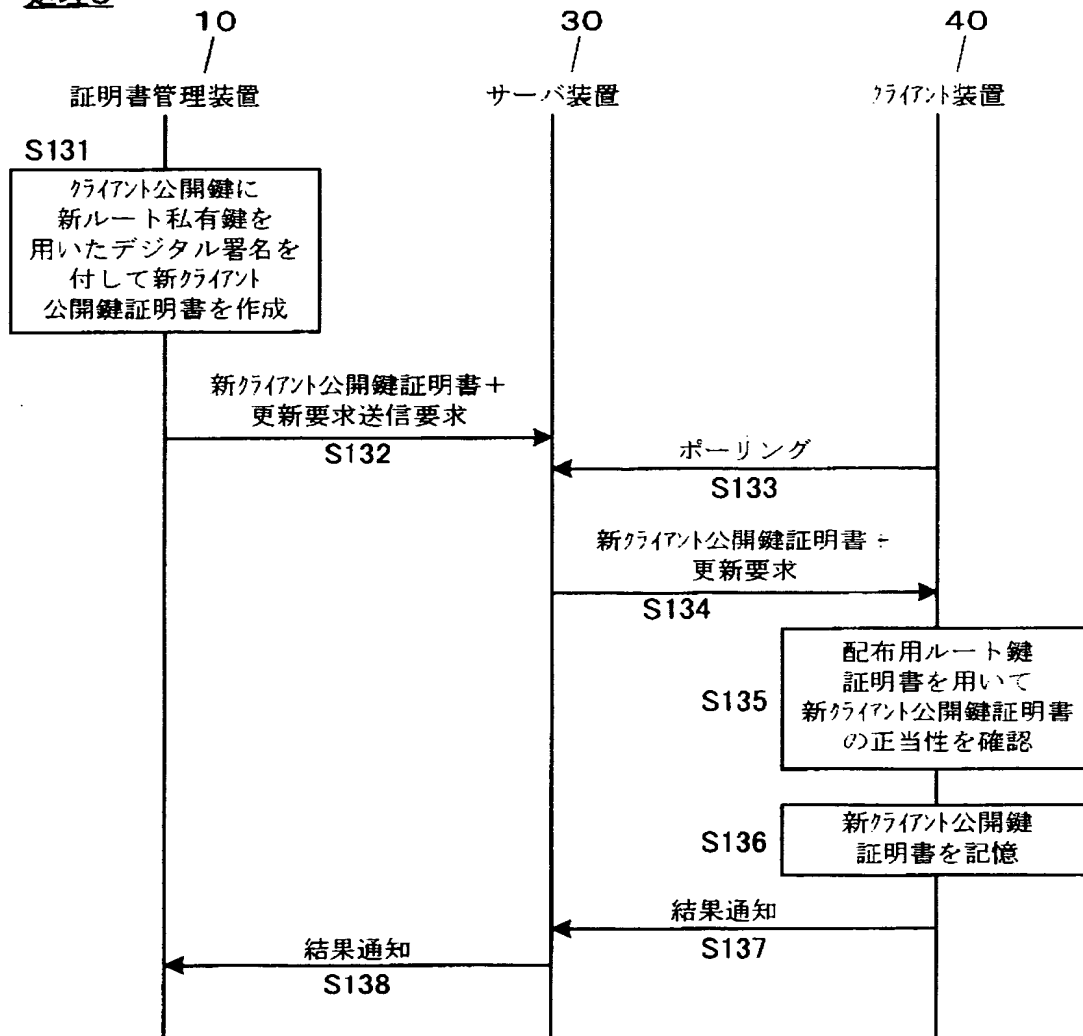 10
30
40
証明書管理装置
サーバ装置
クライアント装置
S131
クライアント公開鍵に
新ルート私有鍵を
用いたデジタル署名を
付して新クライアント
公開鍵証明書を作成
新クライアント公開鍵証明書＋
更新要求送信要求
S132
ポーリング
S133
新クライアント公開鍵証明書＋
更新要求
S134
S135
配布用ルート鍵
証明書を用いて
新クライアント公開鍵証明書
の正当性を確認
S136
新クライアント公開鍵
証明書を記憶
結果通知
S137
結果通知
S138